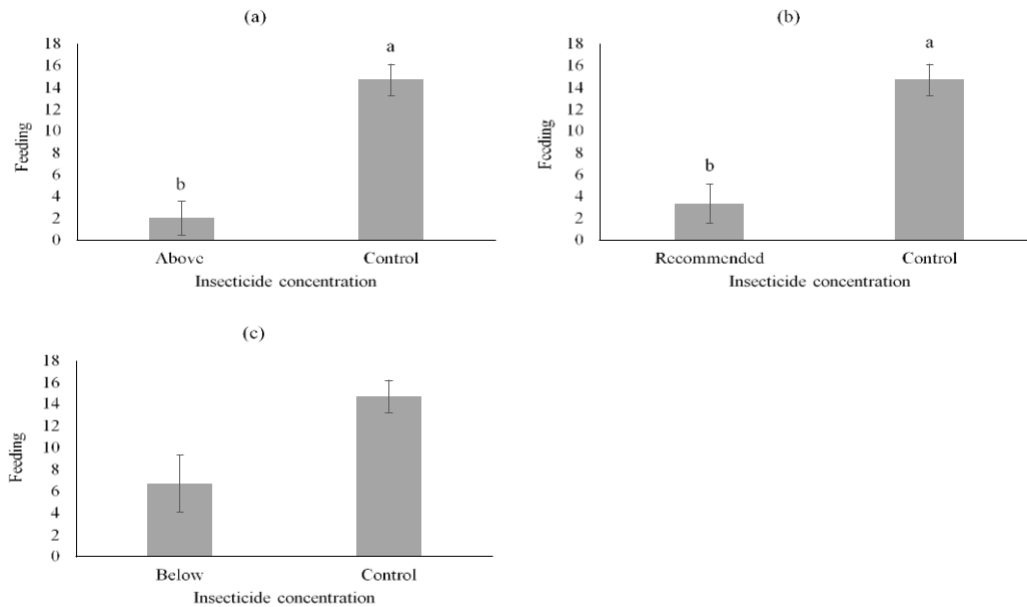 (a)
18
16
14
12
10
8
6
4
2
0
Feeding
b
a
Above
Control
Insecticide concentration
(b)
18
16
14
12
10
8
6
4
2
0
Feeding
b
a
Recommended
Control
Insecticide concentration
(c)
18
16
14
12
10
8
6
4
2
0
Feeding
Below
Control
Insecticide concentration